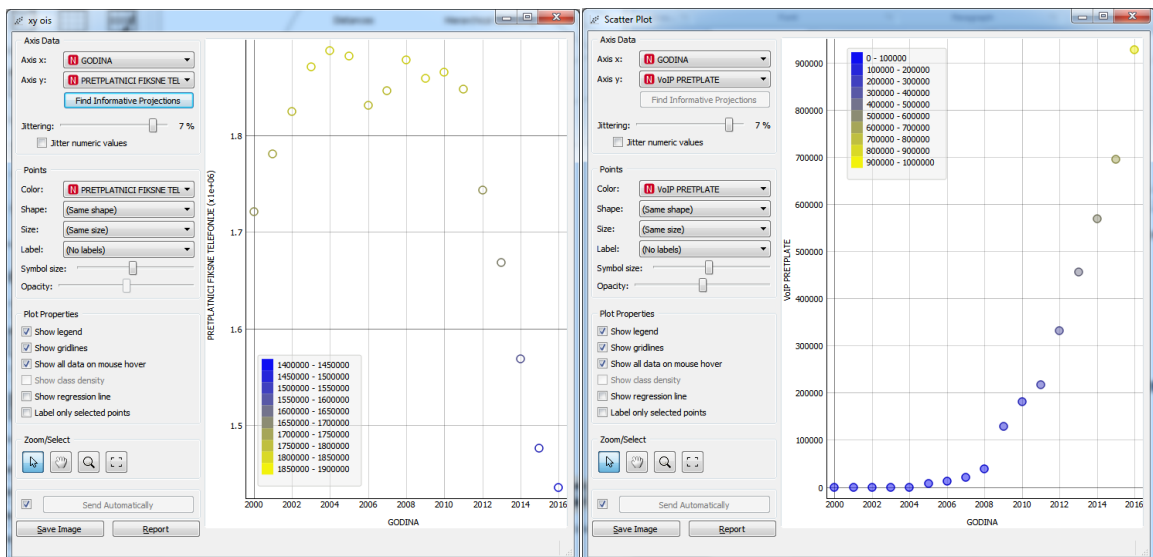 xy ois
Axis Data
Axis x: N GODINA
Axis y: N PRETPLATNICI FIKSNE TEL
Find Informative Projections
Jittering: 7 %
Jitter numeric values
Points
Color: N PRETPLATNICI FIKSNE TEL
Shape: (Same shape)
Size: (Same size)
Label: (No labels)
Symbol size:
Opacity:
Plot Properties
Show legend
Show gridlines
Show all data on mouse hover
Show class density
Show regression line
Label only selected points
Zoom/Select
Send Automatically
Save Image Report
PRETPLATNICI FIKSNE TELEFONIJE (x1e+06)
1.8
1.7
1.6
1.5
1400000 - 1450000
1450000 - 1500000
1500000 - 1550000
1550000 - 1600000
1600000 - 1650000
1650000 - 1700000
1700000 - 1750000
1750000 - 1800000
1800000 - 1850000
1850000 - 1900000
2000 2002 2004 2006 2008 2010 2012 2014 2016
GODINA
Distances
Scatter Plot
Axis Data
Axis x: N GODINA
Axis y: N VoIP PRETPLATE
Find Informative Projections
Jittering: 7 %
Jitter numeric values
Points
Color: N VoIP PRETPLATE
Shape: (Same shape)
Size: (Same size)
Label: (No labels)
Symbol size:
Opacity:
Plot Properties
Show legend
Show gridlines
Show all data on mouse hover
Show class density
Show regression line
Label only selected points
Zoom/Select
Send Automatically
Save Image Report
VoIP PRETPLATE
900000
800000
700000
600000
500000
400000
300000
200000
100000
0
0 - 100000
100000 - 200000
200000 - 300000
300000 - 400000
400000 - 500000
500000 - 600000
600000 - 700000
700000 - 800000
800000 - 900000
900000 - 1000000
2000 2002 2004 2006 2008 2010 2012 2014 2016
GODINA